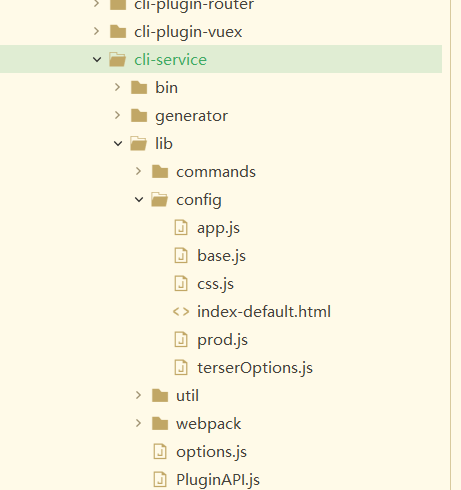 cli-plugin-router
cli-plugin-vuex
cli-service
bin
generator
lib
commands
config
app.js
base.js
css.js
index-default.html
prod.js
terserOptions.js
util
webpack
options.js
PluginAPI.js